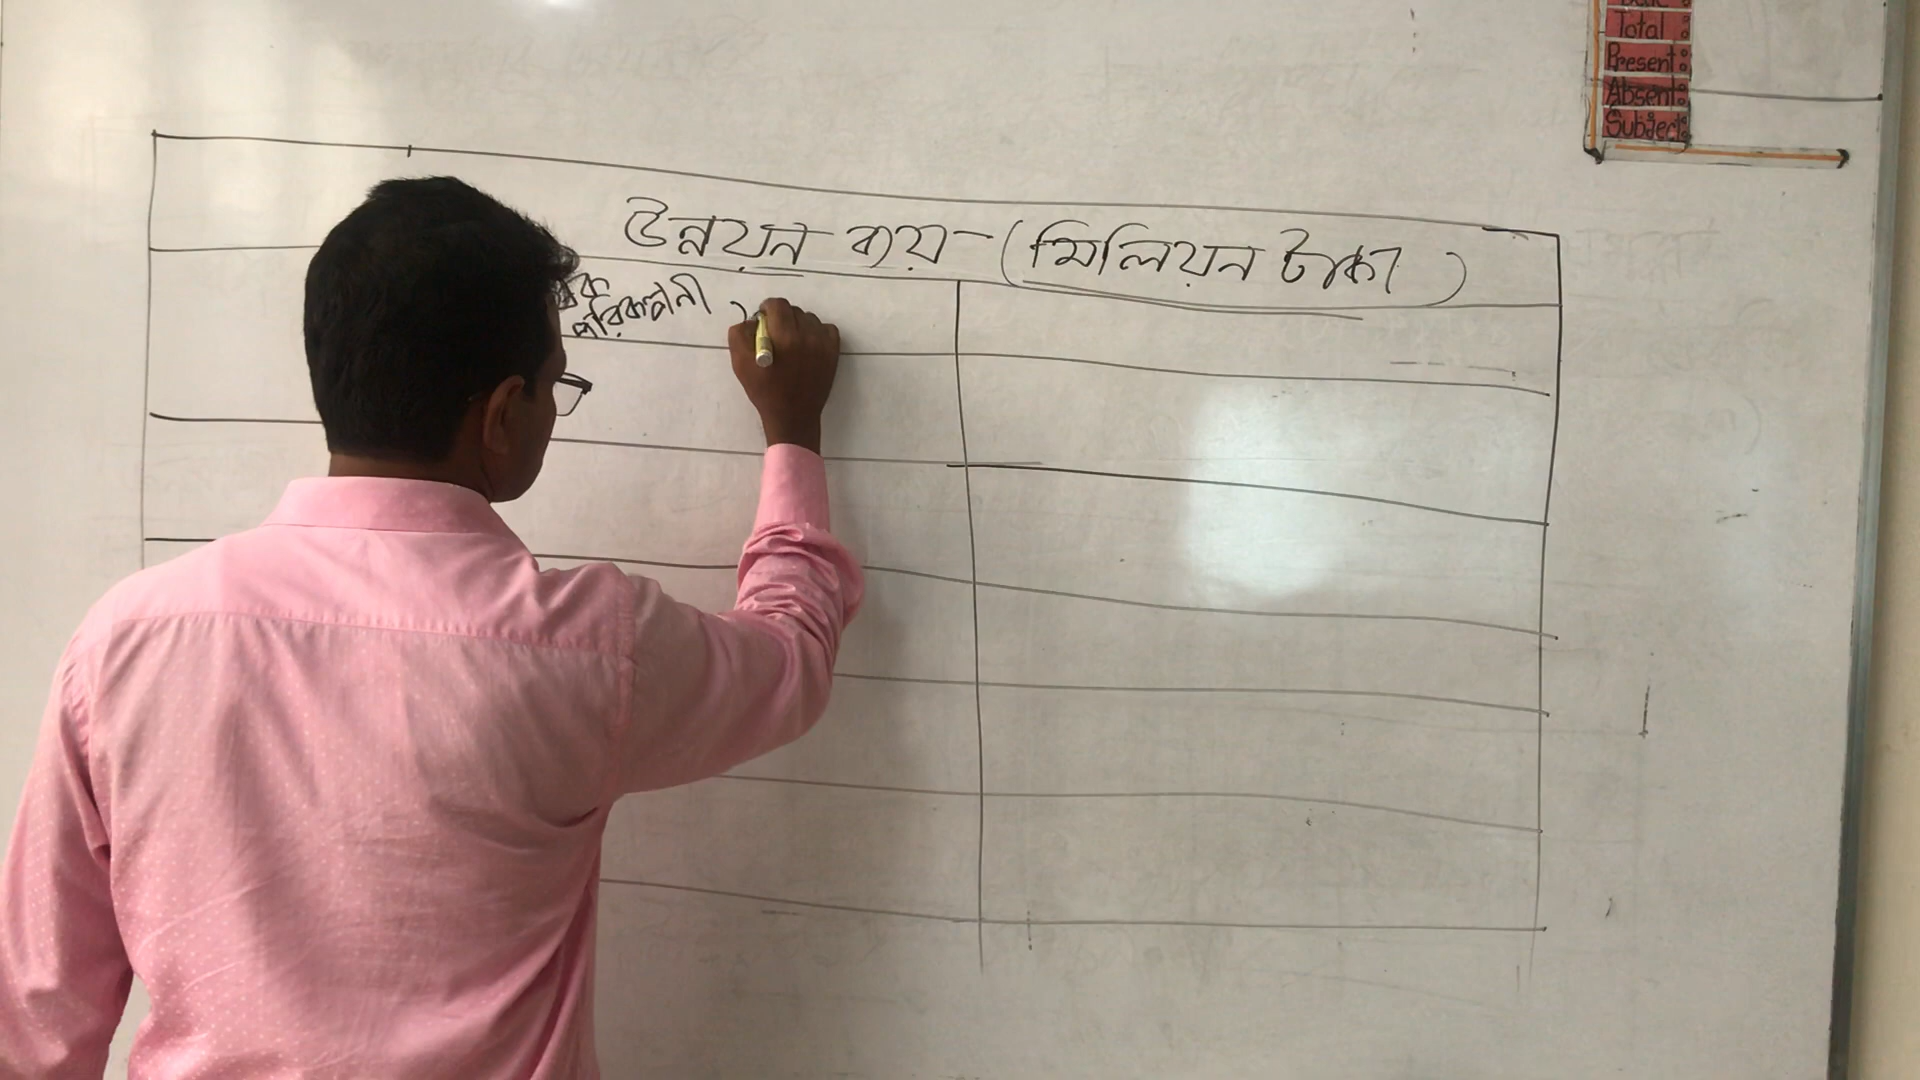 Total :
Present :
Absent :
Subject :
উন্নয়ন ব্যয় (মিলিয়ন টাকা)
পরিকল্পনা